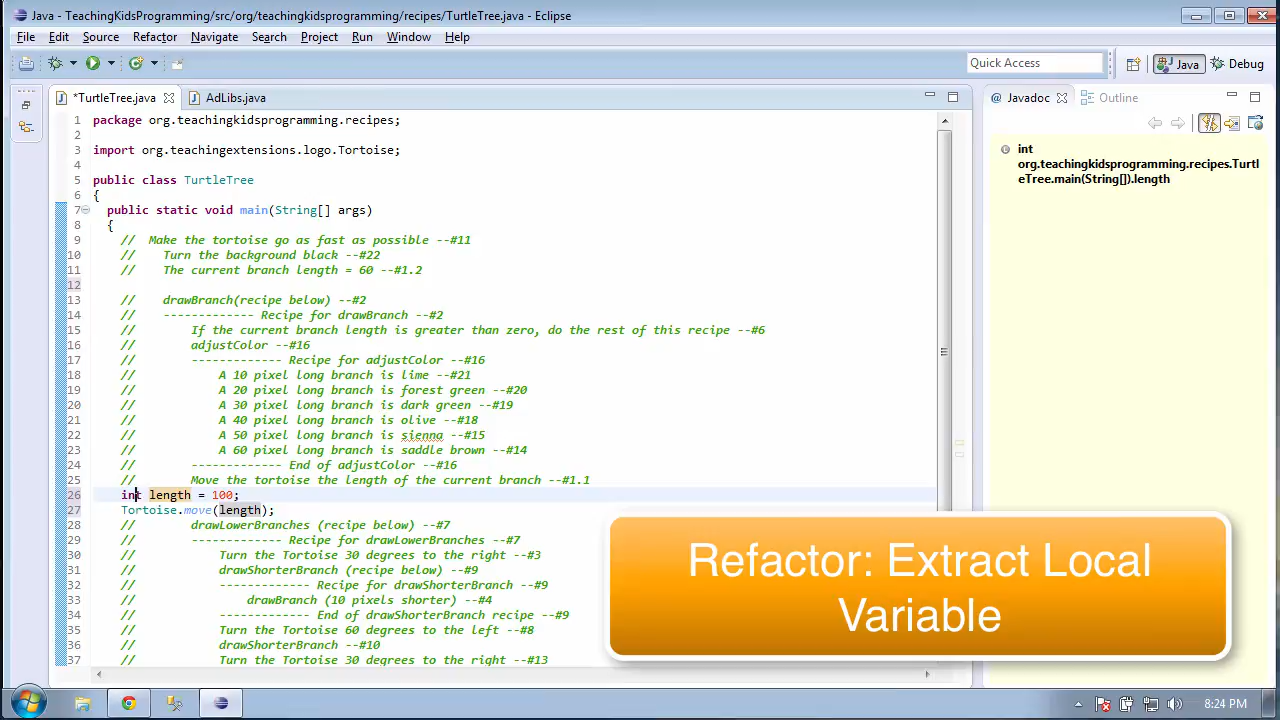 Java - TeachingKidsProgramming/src/org/teachingkidsprogramming/recipes/TurtleTree.java - Eclipse
File Edit Source Refactor Navigate Search Project Run Window Help
Quick Access Java Debug
*TurtleTree.java AdLibs.java Javadoc Outline
1 package org.teachingkidsprogramming.recipes;
2
3 import org.teachingextensions.logo.Tortoise;
4
5 public class TurtleTree
6 {
7 public static void main(String[] args)
8 {
9 // Make the tortoise go as fast as possible --#11
10 // Turn the background black --#22
11 // The current branch length = 60 --#1.2
12
13 // drawBranch(recipe below) --#2
14 // ------------- Recipe for drawBranch --#2
15 // If the current branch length is greater than zero, do the rest of this recipe --#6
16 // adjustColor --#16
17 // ------------- Recipe for adjustColor --#16
18 // A 10 pixel long branch is lime --#21
19 // A 20 pixel long branch is forest green --#20
20 // A 30 pixel long branch is dark green --#19
21 // A 40 pixel long branch is olive --#18
22 // A 50 pixel long branch is sienna --#15
23 // A 60 pixel long branch is saddle brown --#14
24 // ------------- End of adjustColor --#16
25 // Move the tortoise the length of the current branch --#1.1
26 int length = 100;
27 Tortoise.move(length);
28 // drawLowerBranches (recipe below) --#7
29 // ------------- Recipe for drawLowerBranches --#7
30 // Turn the Tortoise 30 degrees to the right --#3
31 // drawShorterBranch (recipe below) --#9
32 // ------------- Recipe for drawShorterBranch --#9
33 // drawBranch (10 pixels shorter) --#4
34 // ------------- End of drawShorterBranch recipe --#9
35 // Turn the Tortoise 60 degrees to the left --#8
36 // drawShorterBranch --#10
37 // Turn the Tortoise 30 degrees to the right --#13
int
org.teachingkidsprogramming.recipes.Turtl
eTree.main(String[]).length
Refactor: Extract Local
Variable
8:24 PM